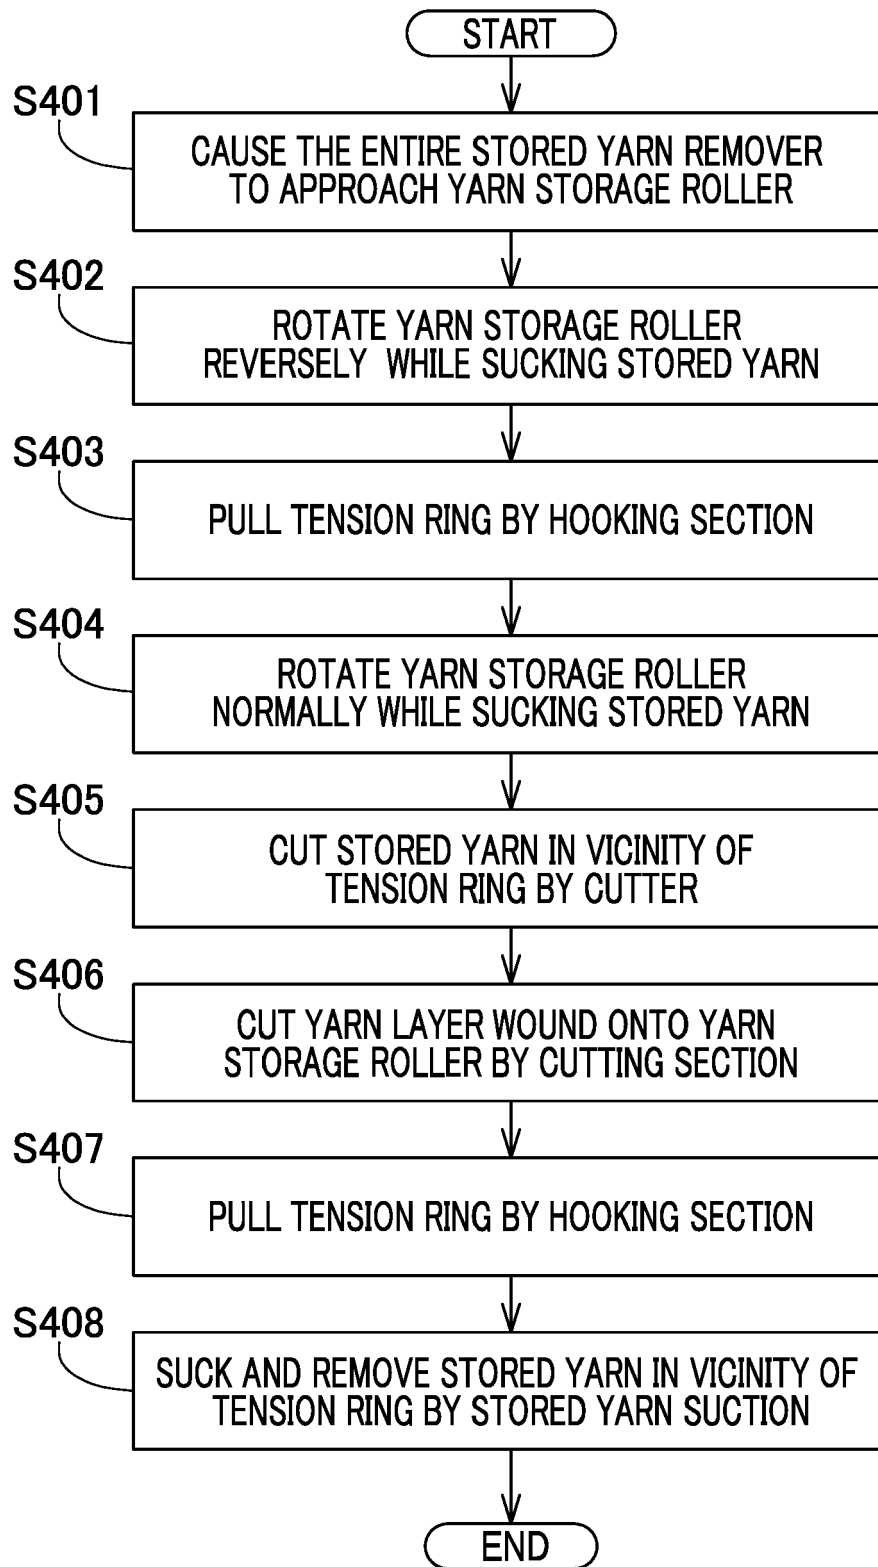 START
S401
CAUSE THE ENTIRE STORED YARN REMOVER
TO APPROACH YARN STORAGE ROLLER
S402
ROTATE YARN STORAGE ROLLER
REVERSELY WHILE SUCKING STORED YARN
S403
PULL TENSION RING BY HOOKING SECTION
S404
ROTATE YARN STORAGE ROLLER
NORMALLY WHILE SUCKING STORED YARN
S405
CUT STORED YARN IN VICINITY OF
TENSION RING BY CUTTER
S406
CUT YARN LAYER WOUND ONTO YARN
STORAGE ROLLER BY CUTTING SECTION
S407
PULL TENSION RING BY HOOKING SECTION
S408
SUCK AND REMOVE STORED YARN IN VICINITY OF
TENSION RING BY STORED YARN SUCTION
END